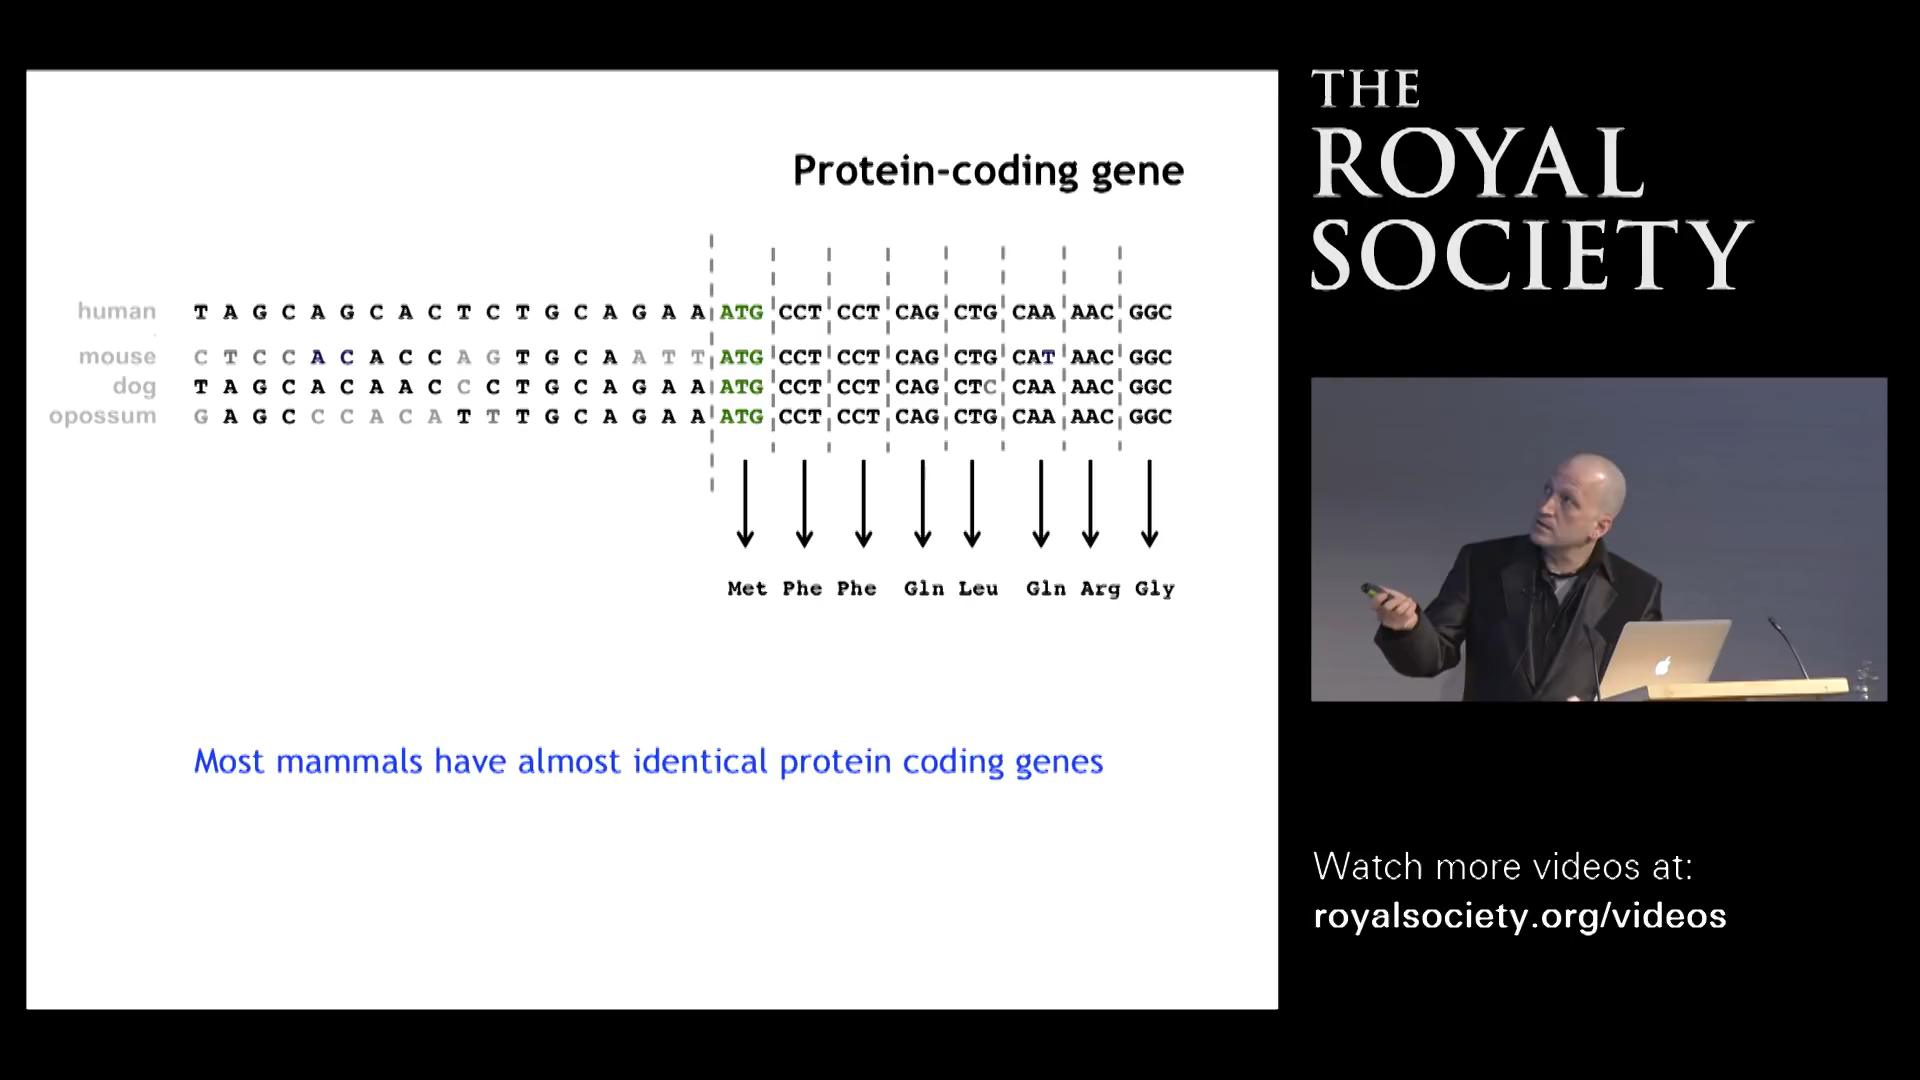 Protein-coding gene
human T A G C A G C A C T C T G C A G A A ATG CCT CCT CAG CTG CAA AAC GGC
mouse C T C C A C A C C A G T G C A A T T ATG CCT CCT CAG CTG CAT AAC GGC
dog T A G C A C A A C C C T G C A G A A ATG CCT CCT CAG CTC CAA AAC GGC
opossum G A G C C C A C A T T T G C A G A A ATG CCT CCT CAG CTG CAA AAC GGC
Met Phe Phe Gln Leu Gln Arg Gly
Most mammals have almost identical protein coding genes
THE
ROYAL
SOCIETY
Watch more videos at:
royalsociety.org/videos